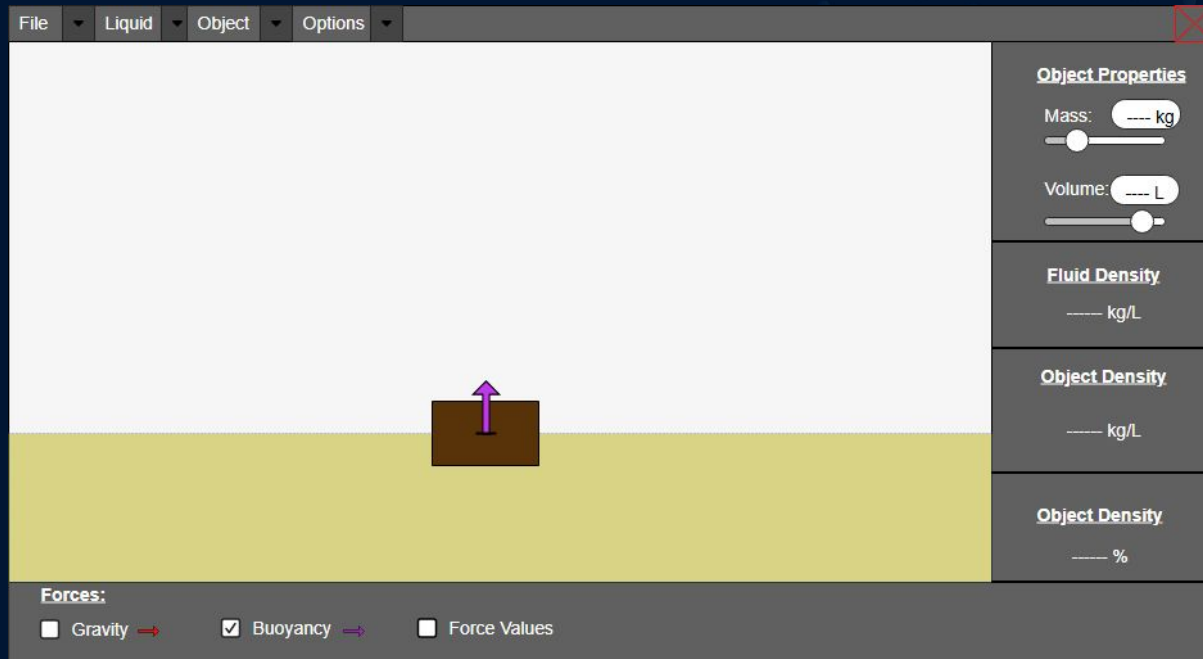 File Liquid Object Options
Object Properties
Mass: ---- kg
Volume: ---- L
Fluid Density
------ kg/L
Object Density
------ kg/L
Object Density
------ %
Forces:
Gravity Buoyancy Force Values